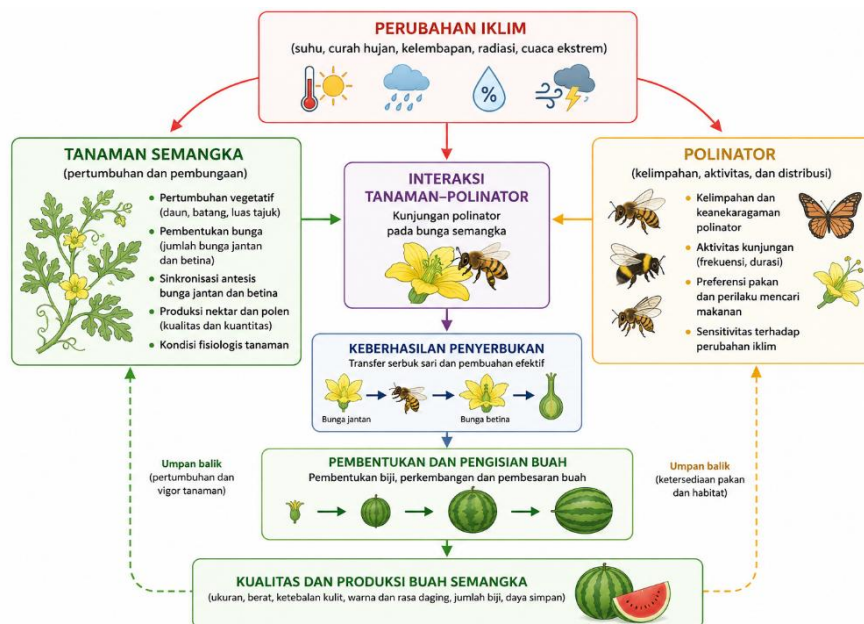 PERUBAHAN IKLIM
(suhu, curah hujan, kelembapan, radiasi, cuaca ekstrem)
%
TANAMAN SEMANGKA
(pertumbuhan dan pembungaan)
• Pertumbuhan vegetatif
(daun, batang, luas tajuk)
• Pembentukan bunga
(jumlah bunga jantan
dan betina)
• Sinkronisasi antesis
bunga jantan dan betina
• Produksi nektar dan polen
(kualitas dan kuantitas)
• Kondisi fisiologis tanaman
INTERAKSI
TANAMAN–POLINATOR
Kunjungan polinator
pada bunga semangka
POLINATOR
(kelimpahan, aktivitas, dan distribusi)
• Kelimpahan dan
keanekaragaman
polinator
• Aktivitas kunjungan
(frekuensi, durasi)
• Preferensi pakan
dan perilaku mencari
makanan
• Sensitivitas terhadap
perubahan iklim
KEBERHASILAN PENYERBUKAN
Transfer serbuk sari dan pembuahan efektif
Bunga jantan
Bunga betina
Umpan balik
(pertumbuhan dan
vigor tanaman)
PEMBENTUKAN DAN PENGISIAN BUAH
Pembentukan biji, perkembangan dan pembesaran buah
Umpan balik
(ketersediaan pakan
dan habitat)
KUALITAS DAN PRODUKSI BUAH SEMANGKA
(ukuran, berat, ketebalan kulit, warna dan rasa daging, jumlah biji, daya simpan)